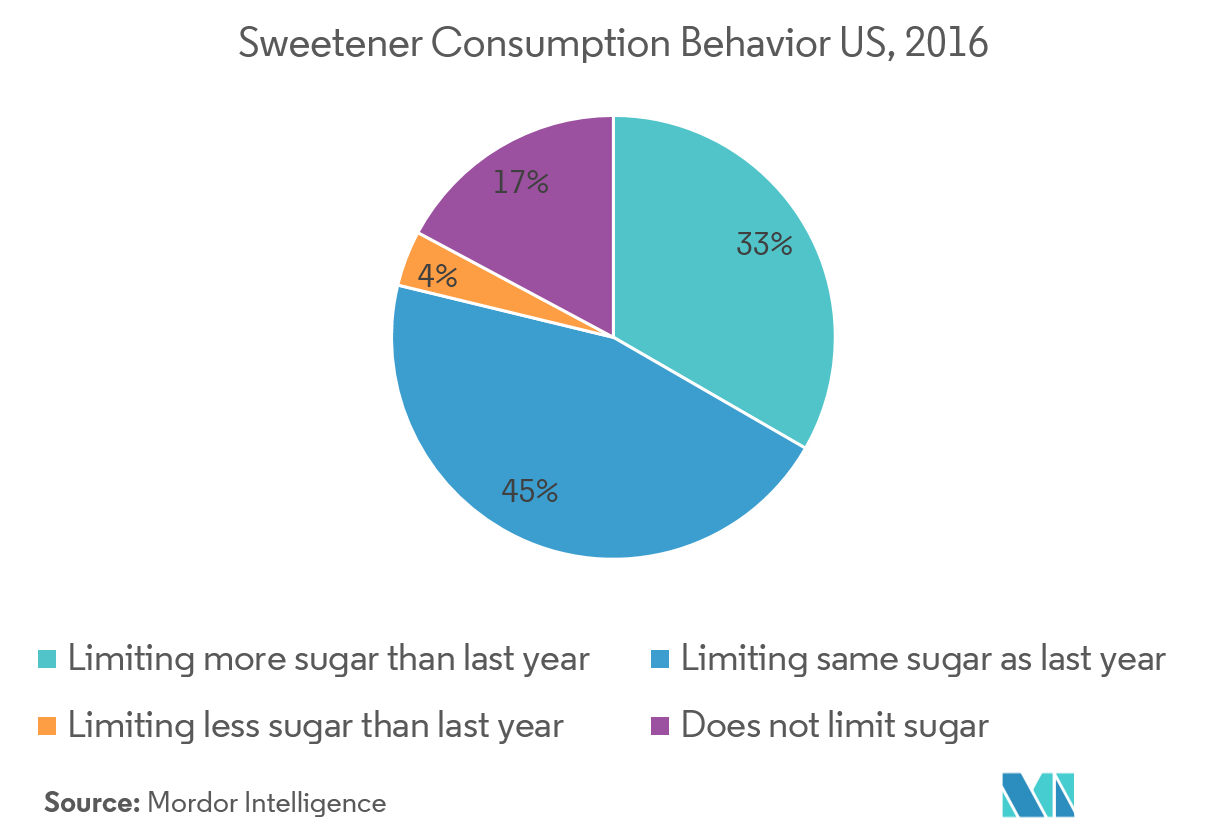 Sweetener Consumption Behavior US, 2016
17%
33%
4%
45%
Limiting more sugar than last year
Limiting same sugar as last year
Limiting less sugar than last year
Does not limit sugar
Source: Mordor Intelligence